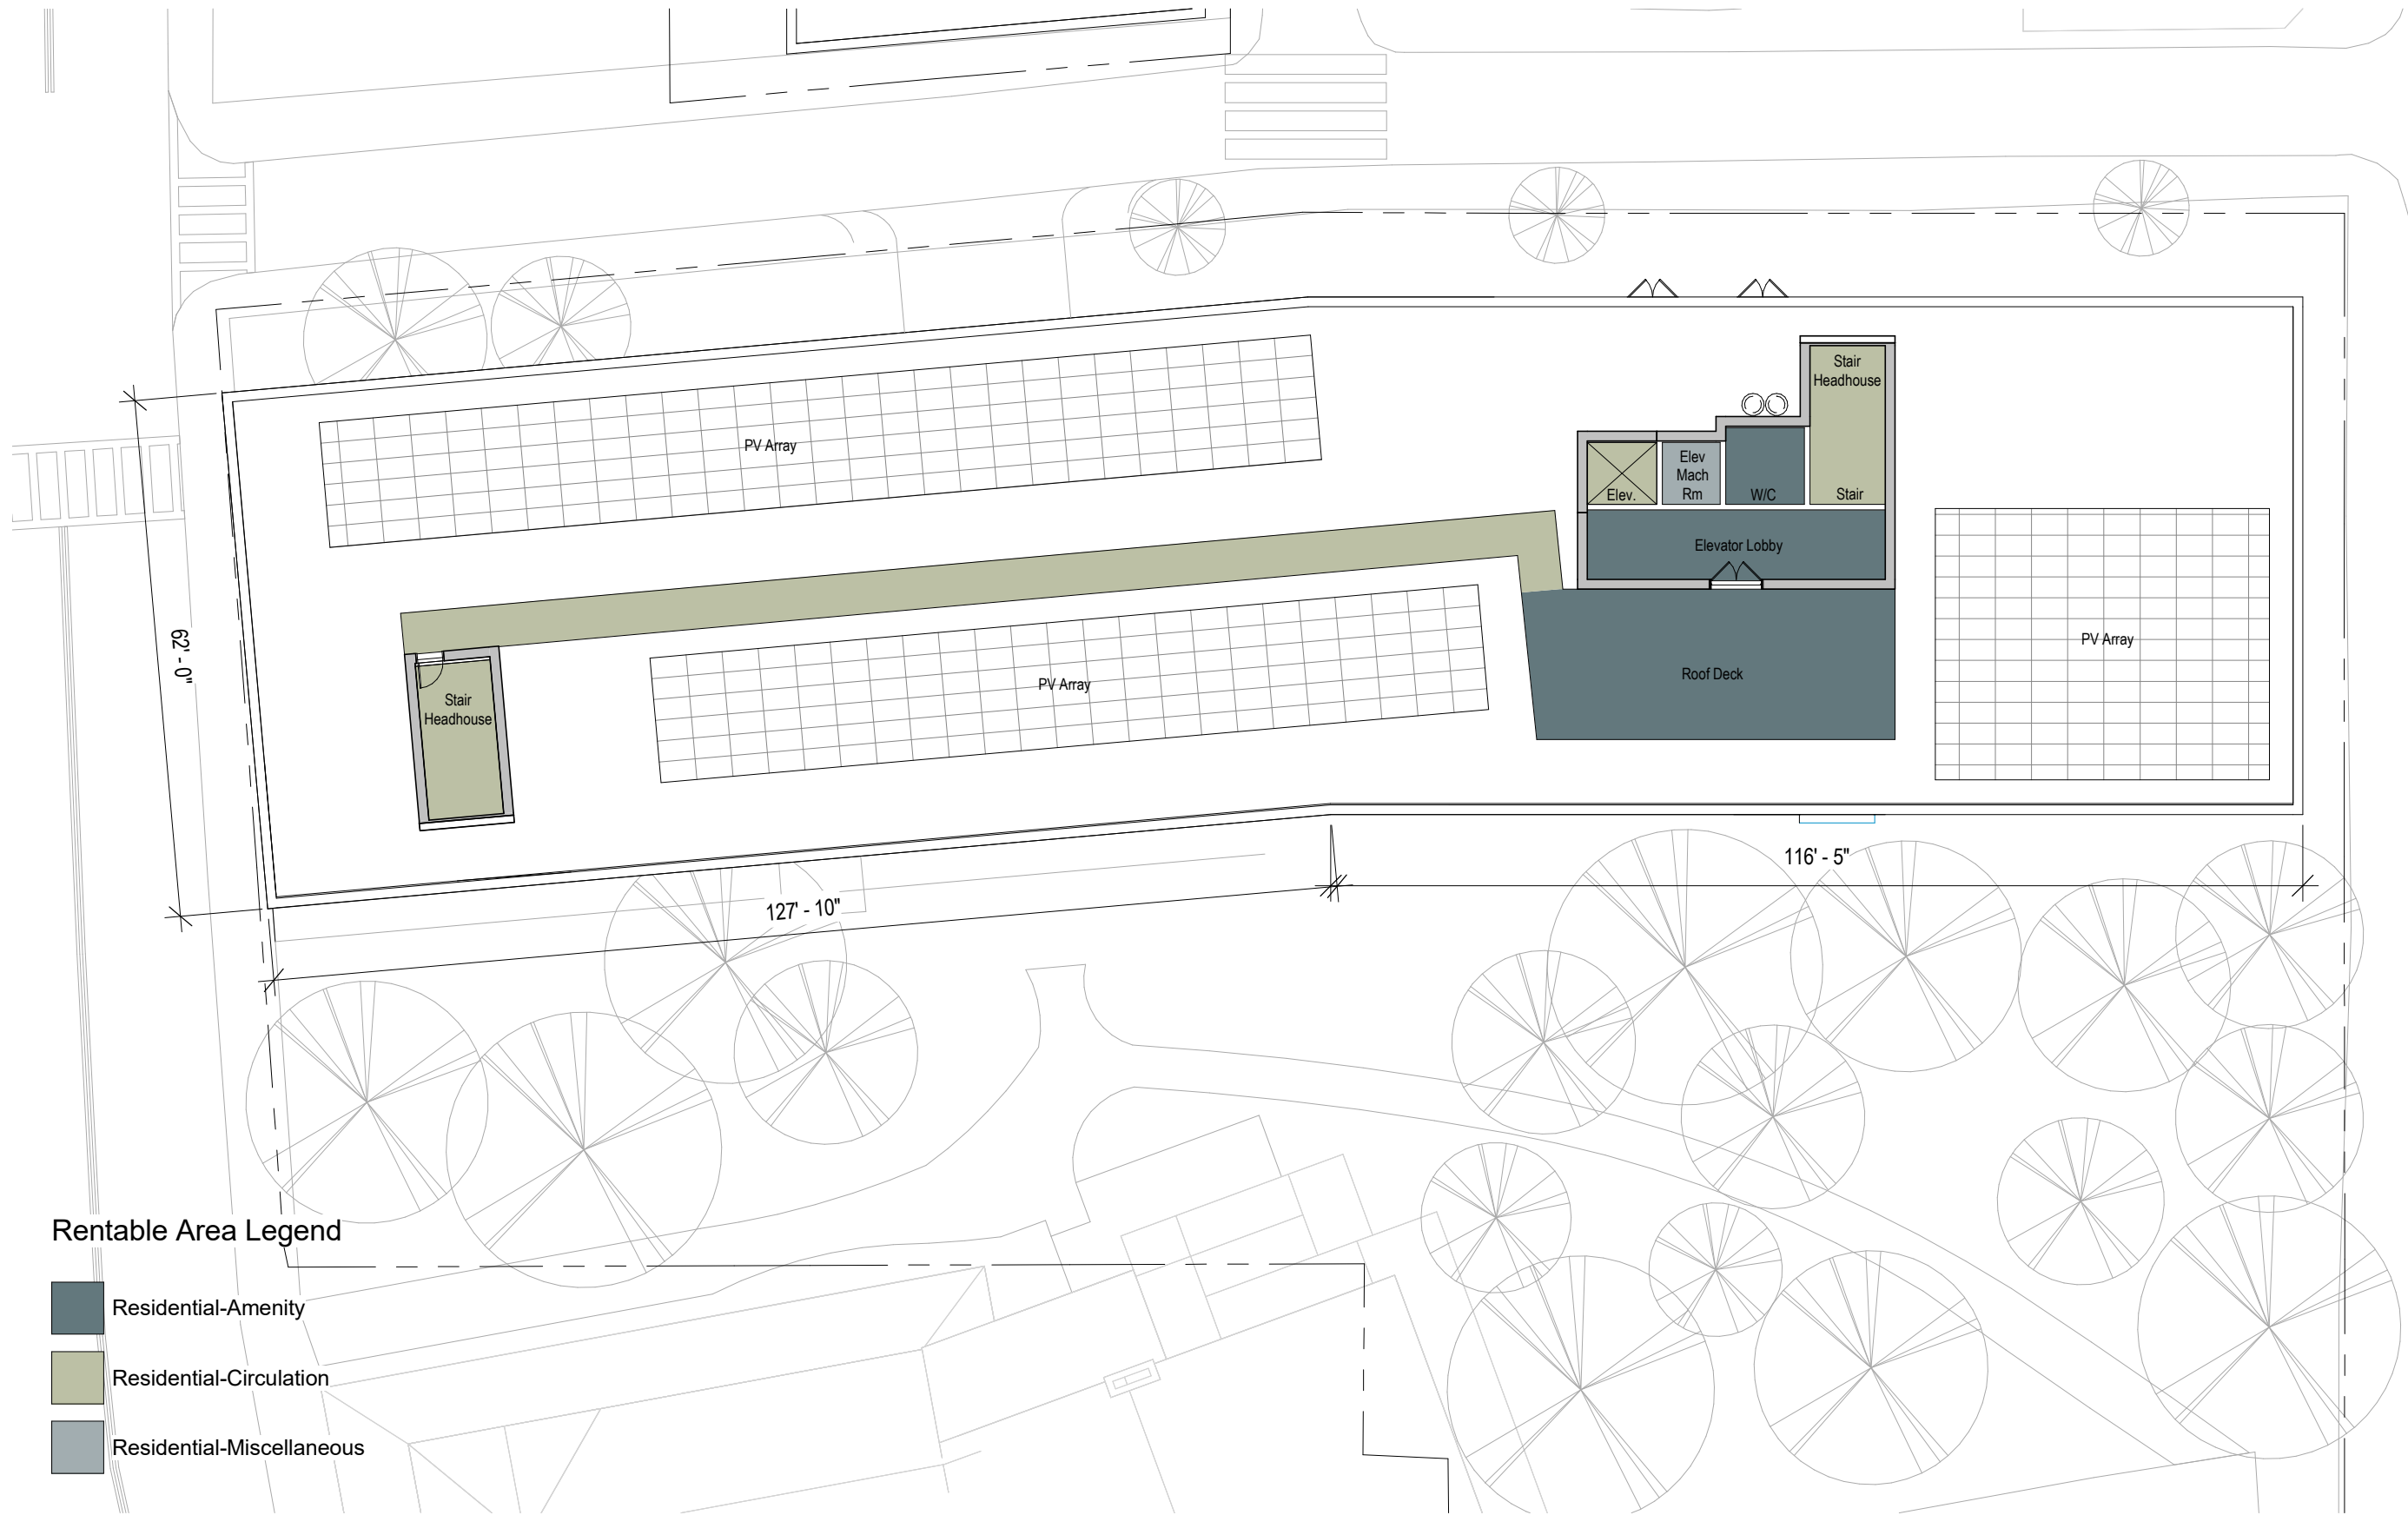 Stair
Headhouse
PV Array
Elev
Mach
Rm
Elev.
W/C
Stair
Elevator Lobby
62' - 0"
PV Array
Roof Deck
PV Array
Stair
Headhouse
116' - 5"
127' - 10"
Rentable Area Legend
Residential-Amenity
Residential-Circulation
Residential-Miscellaneous